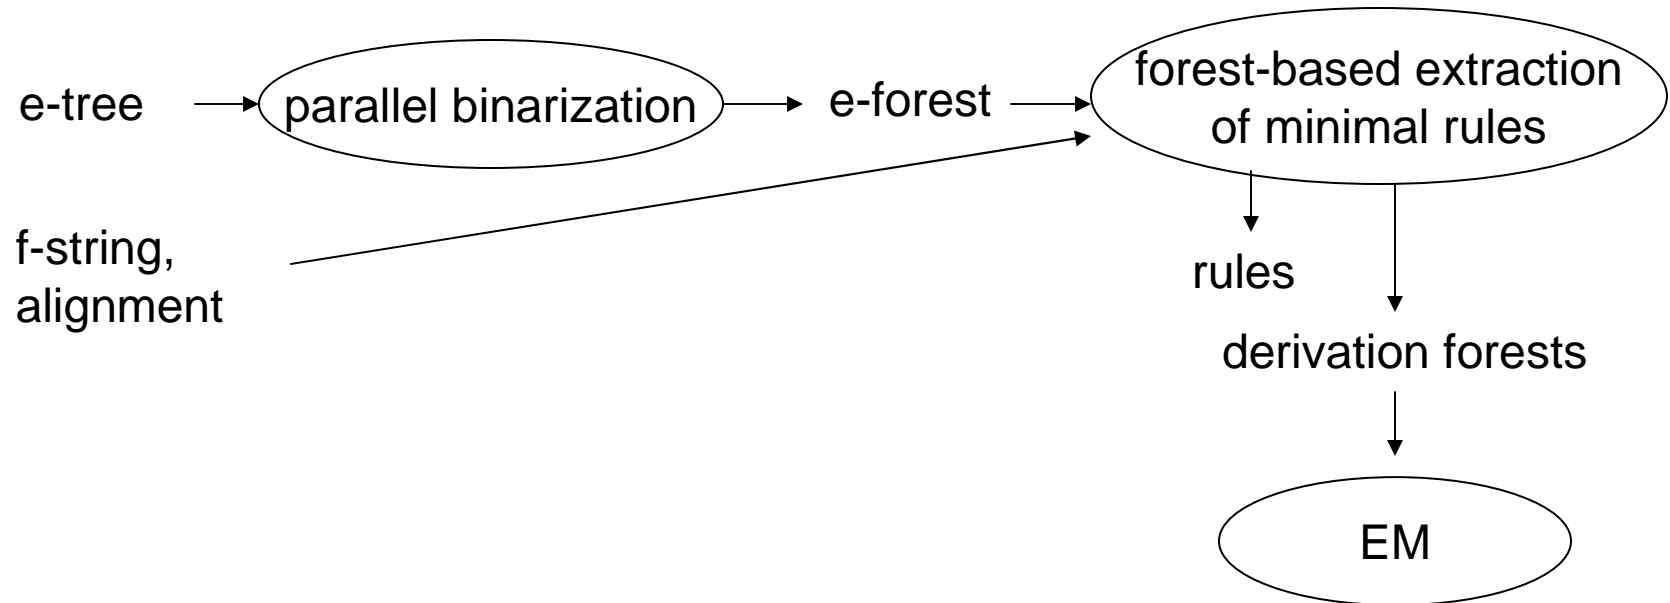 e-tree
parallel binarization
e-forest
forest-based extraction
of minimal rules
f-string,
alignment
rules
derivation forests
EM